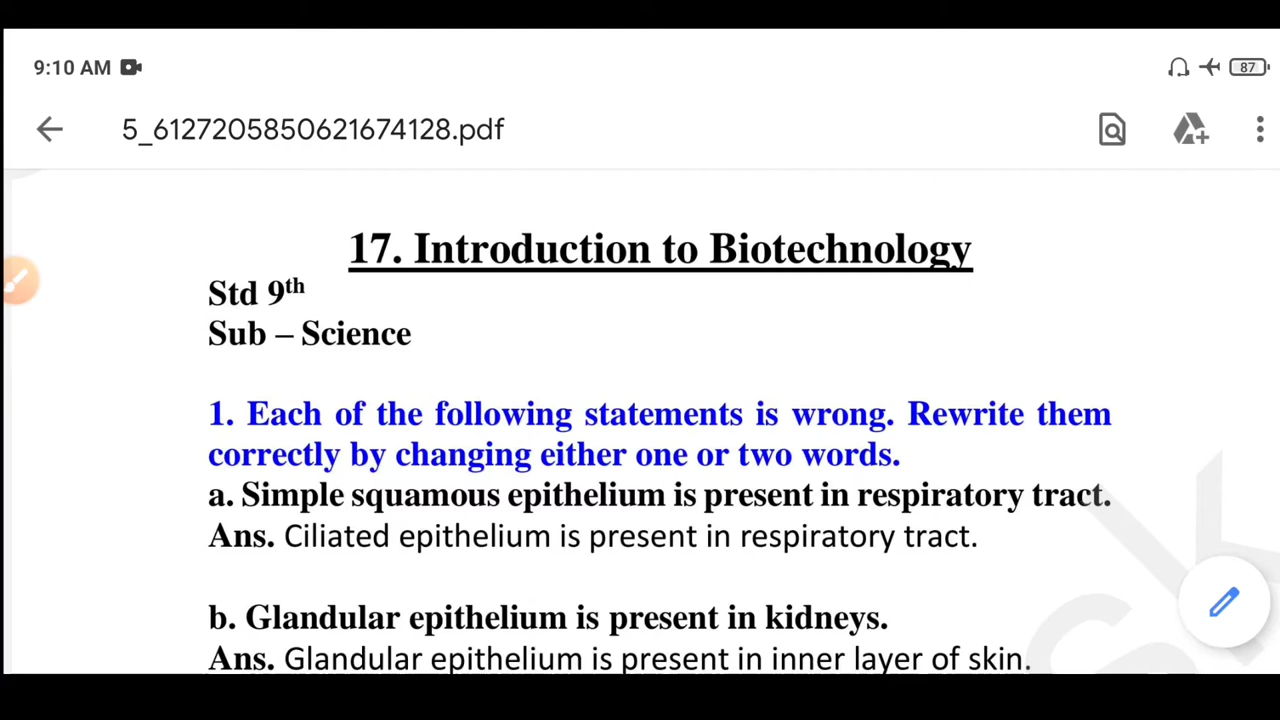 9:10 AM
87
5_6127205850621674128.pdf
17. Introduction to Biotechnology
Std 9th
Sub – Science
1. Each of the following statements is wrong. Rewrite them
correctly by changing either one or two words.
a. Simple squamous epithelium is present in respiratory tract.
Ans. Ciliated epithelium is present in respiratory tract.
b. Glandular epithelium is present in kidneys.
Ans. Glandular epithelium is present in inner layer of skin.